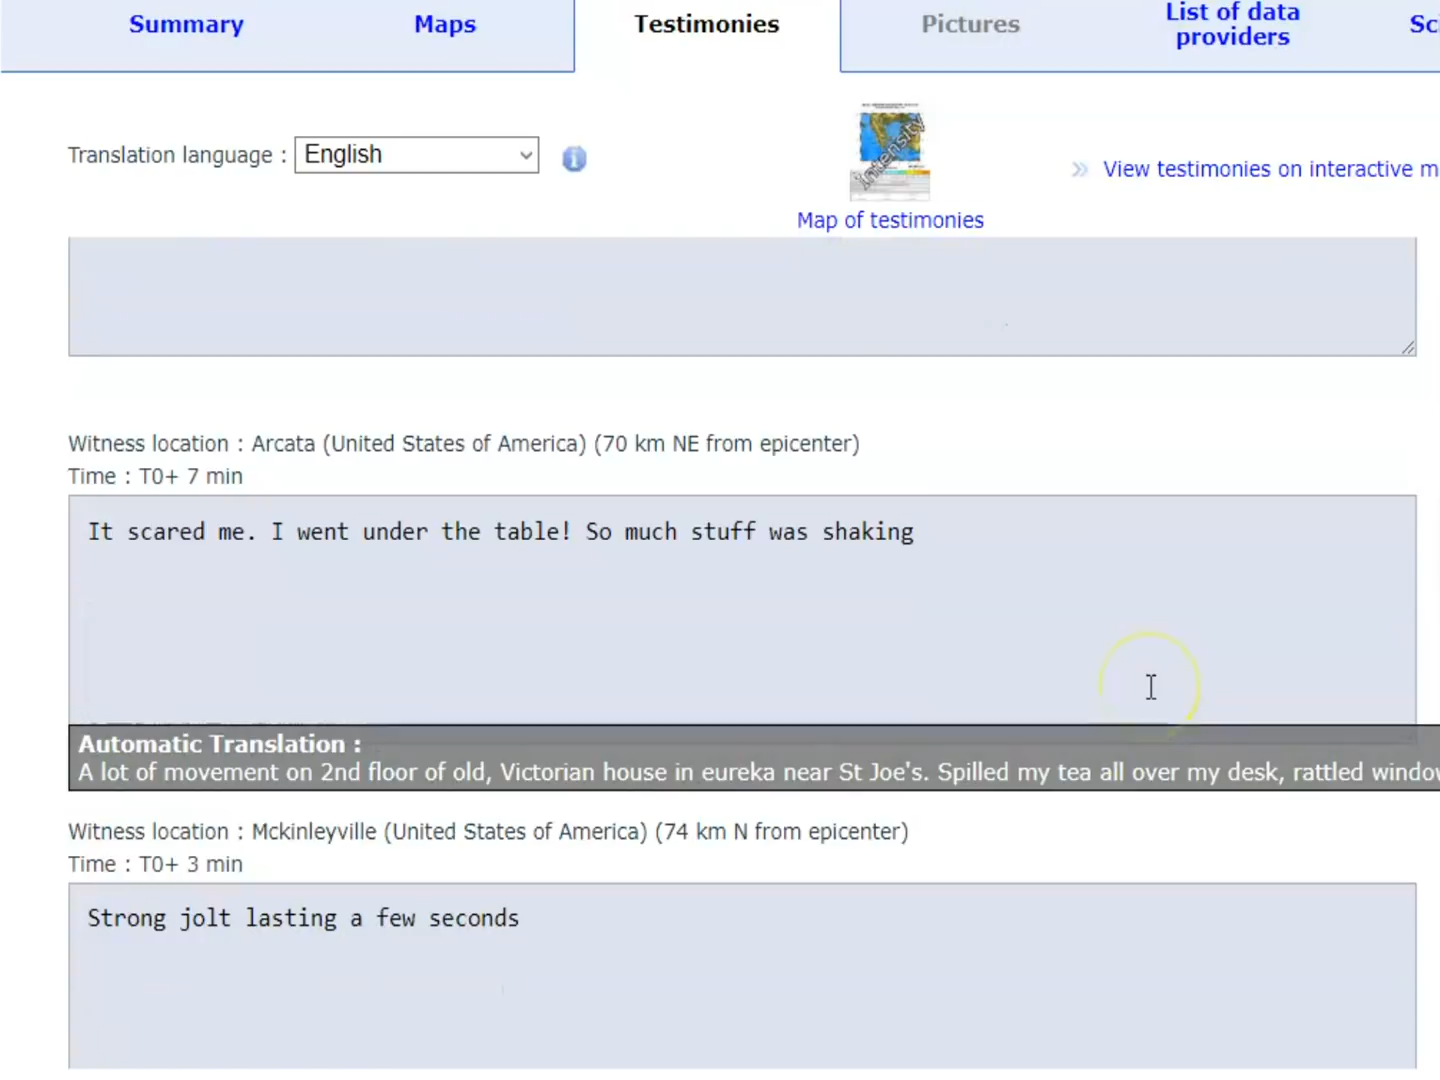 Summary
Maps
Testimonies
Pictures
List of data
providers
Translation language : English
intensity
Map of testimonies
View testimonies on interactive
Witness location : Arcata (United States of America) (70 km NE from epicenter)
Time : T0+ 7 min
It scared me. I went under the table! So much stuff was shaking
Automatic Translation :
A lot of movement on 2nd floor of old, Victorian house in eureka near St Joe's. Spilled my tea all over my desk, rattled
Witness location : Mckinleyville (United States of America) (74 km N from epicenter)
Time : T0+ 3 min
Strong jolt lasting a few seconds